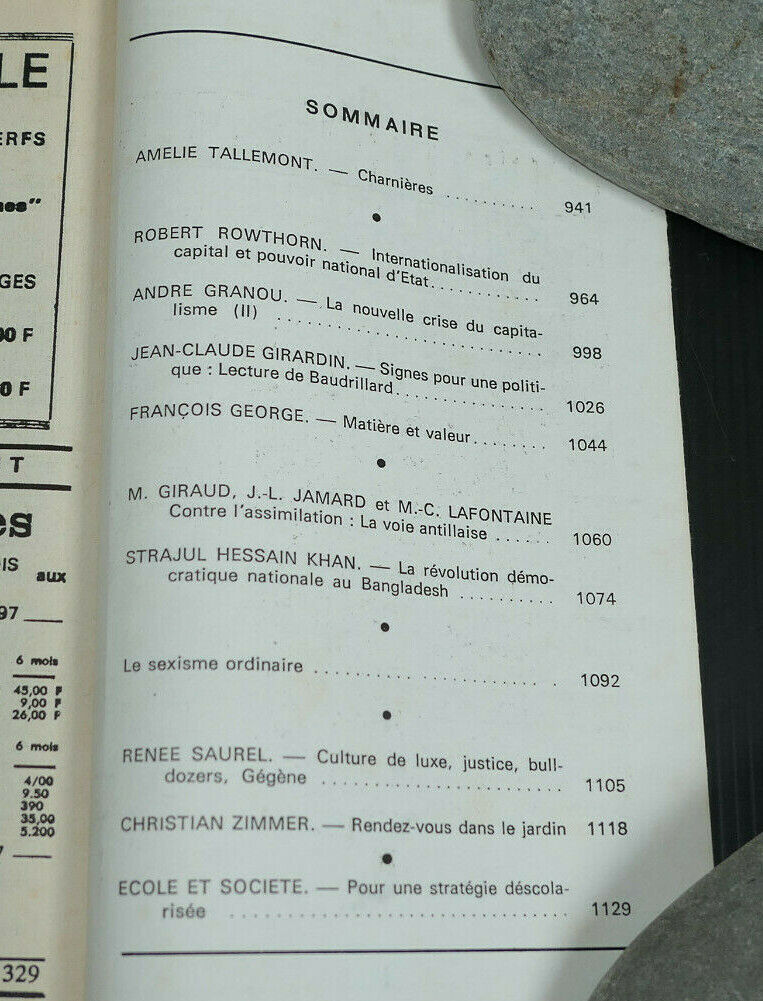 LE
ERFS
nes"
GES
00 F
0 F
T
es
OIS
aux
97
6 mois
45,00 F
9,00 F
26,00 F
6 mois
4/00
9.50
390
35,00
5.200
329
SOMMAIRE
AMELIE TALLEMONT. — Charnières .......... 941
ROBERT ROWTHORN. — Internationalisation du
capital et pouvoir national d'Etat............ 964
ANDRE GRANOU. — La nouvelle crise du capita-
lisme (II) ........................ 998
JEAN-CLAUDE GIRARDIN. — Signes pour une politi-
que : Lecture de Baudrillard............... 1026
FRANÇOIS GEORGE. — Matière et valeur........ 1044
M. GIRAUD, J.-L. JAMARD et M.-C. LAFONTAINE
Contre l'assimilation : La voie antillaise ...... 1060
STRAJUL HESSAIN KHAN. — La révolution démo-
cratique nationale au Bangladesh .......... 1074
Le sexisme ordinaire ...................... 1092
RENEE SAUREL. — Culture de luxe, justice, bull-
dozers, Gégène ...................... 1105
CHRISTIAN ZIMMER. — Rendez-vous dans le jardin 1118
ECOLE ET SOCIETE. — Pour une stratégie déscola-
risée ............................... 1129